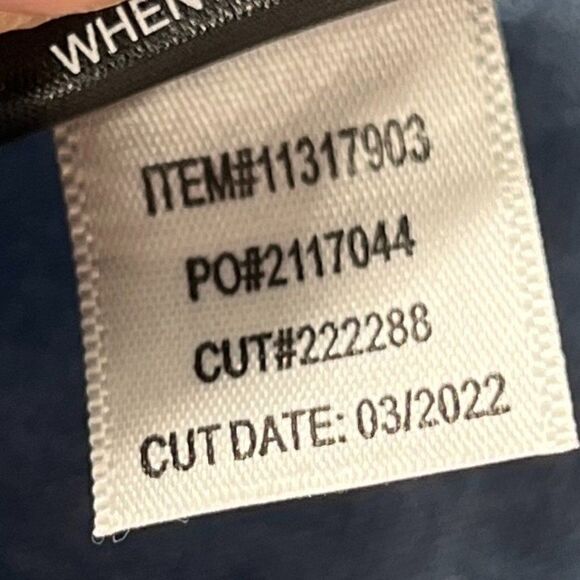 WHEN
ITEM#11317903
PO#2117044
CUT#222288
CUT DATE: 03/2022